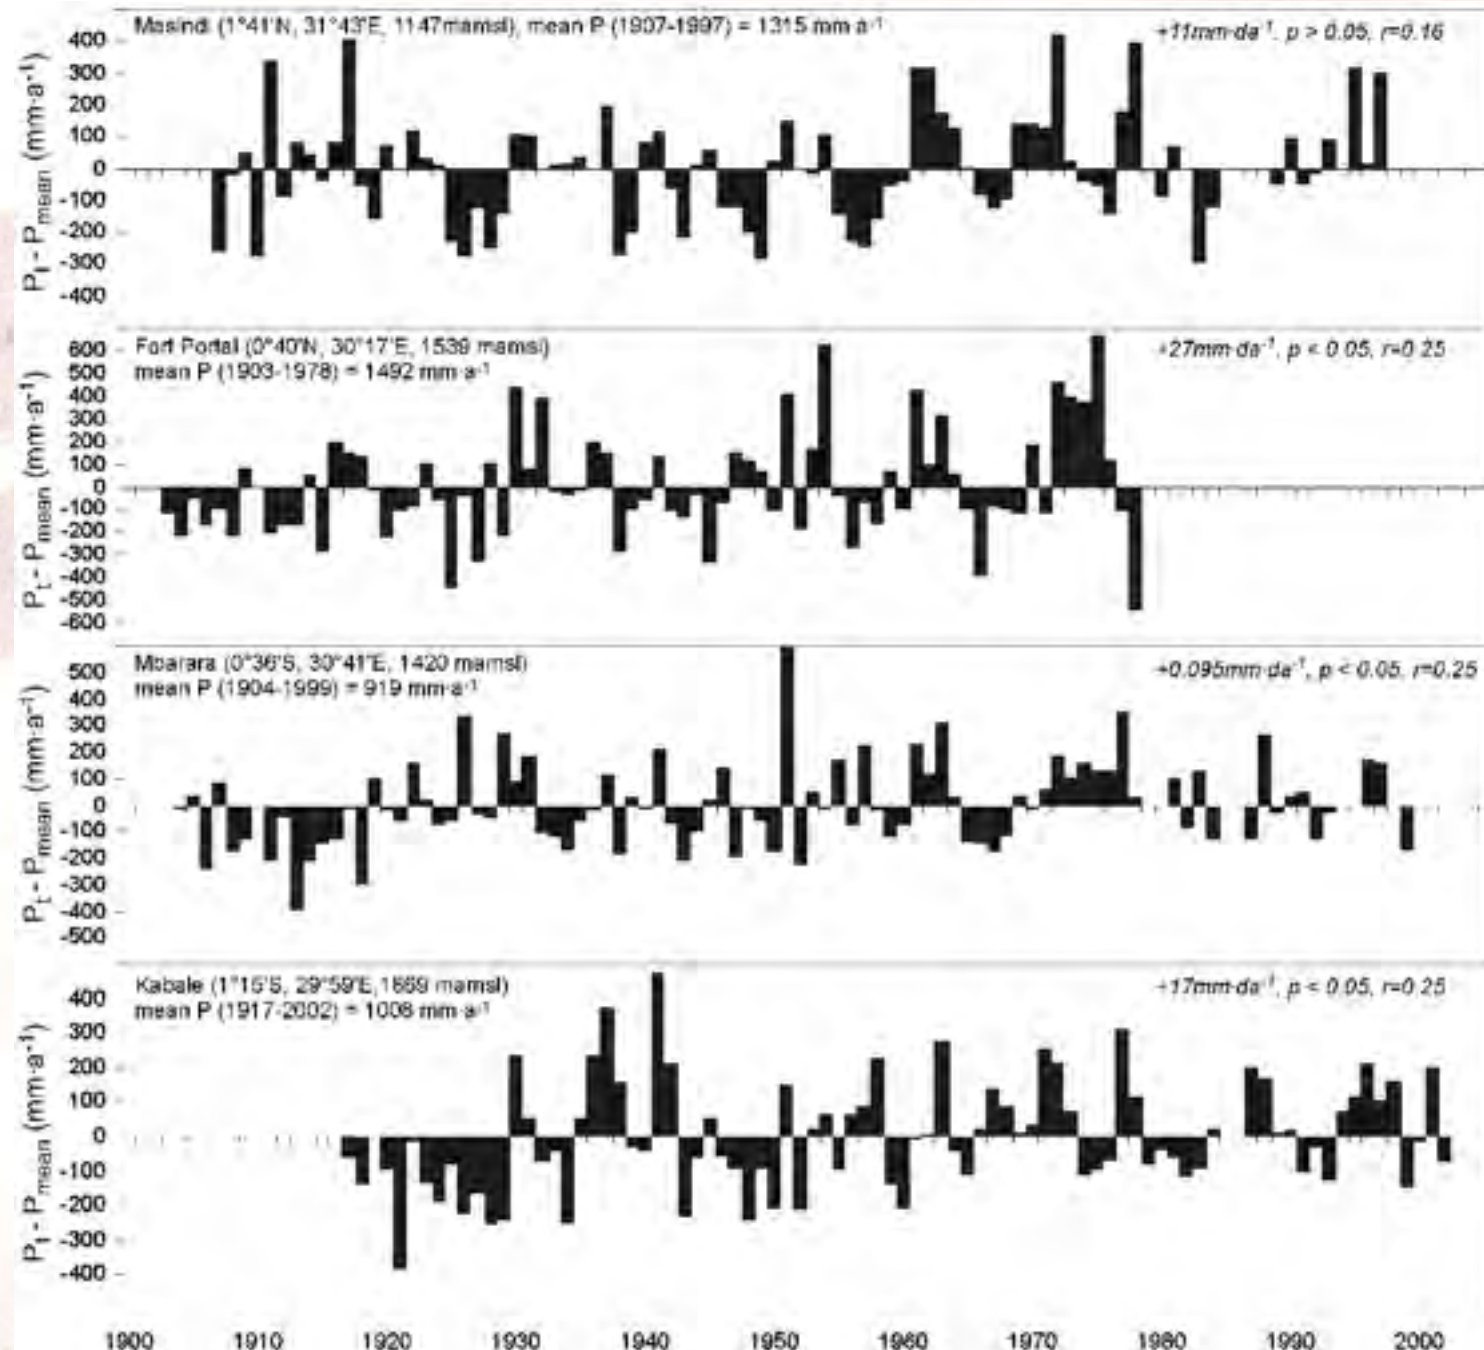 Masindi (1°41'N, 31°43'E, 1147mamsl), mean P (1907-1997) = 1315 mm·a⁻¹
+11mm·da⁻¹, p > 0.05, r=0.16
Pt - Pmean (mm·a⁻¹)
400
300
200
100
0
-100
-200
-300
-400
Fort Portal (0°40'N, 30°17'E, 1539 mamsl)
mean P (1903-1978) = 1492 mm·a⁻¹
+27mm·da⁻¹, p < 0.05, r=0.25
Pt - Pmean (mm·a⁻¹)
600
500
400
300
200
100
0
-100
-200
-300
-400
-500
-600
Mbarara (0°36'S, 30°41'E, 1420 mamsl)
mean P (1904-1999) = 919 mm·a⁻¹
+0.095mm·da⁻¹, p < 0.05, r=0.25
Pt - Pmean (mm·a⁻¹)
500
400
300
200
100
0
-100
-200
-300
-400
-500
Kabale (1°15'S, 29°59'E, 1869 mamsl)
mean P (1917-2002) = 1008 mm·a⁻¹
+17mm·da⁻¹, p < 0.05, r=0.25
Pt - Pmean (mm·a⁻¹)
400
300
200
100
0
-100
-200
-300
-400
1900 1910 1920 1930 1940 1950 1960 1970 1980 1990 2000